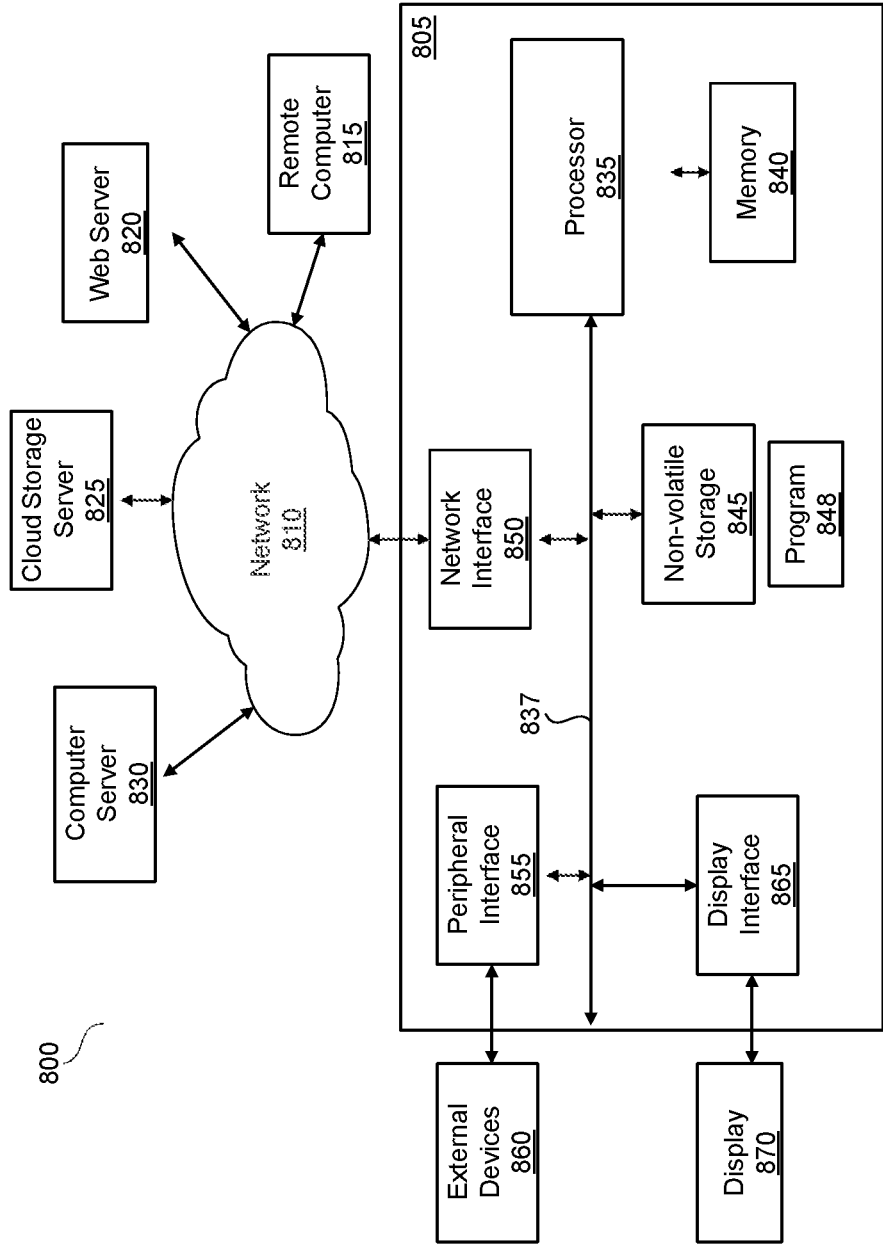 800
Computer
Server
830
Cloud Storage
Server
825
Web Server
820
Remote
Computer
815
Network
810
805
External
Devices
860
Peripheral
Interface
855
Network
Interface
850
Processor
835
837
Display
870
Display
Interface
865
Non-volatile
Storage
845
Program
848
Memory
840